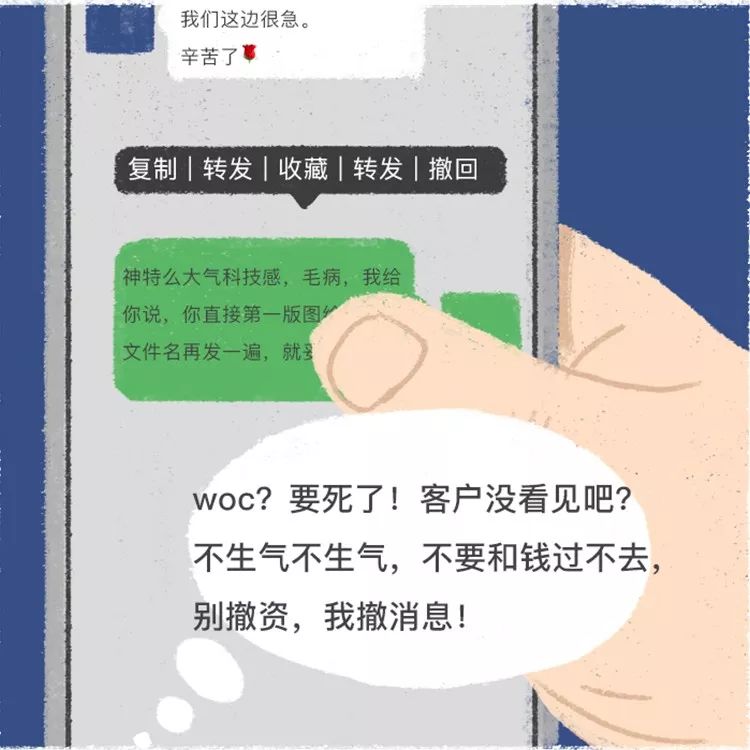 我们这边很急。
辛苦了🌹
复制｜转发｜收藏｜转发｜撤回
神特么大气科技感，毛病，我给
你说，你直接第一版图
文件名再发一遍，就
woc？要死了！客户没看见吧？
不生气不生气，不要和钱过不去，
别撤资，我撤消息！